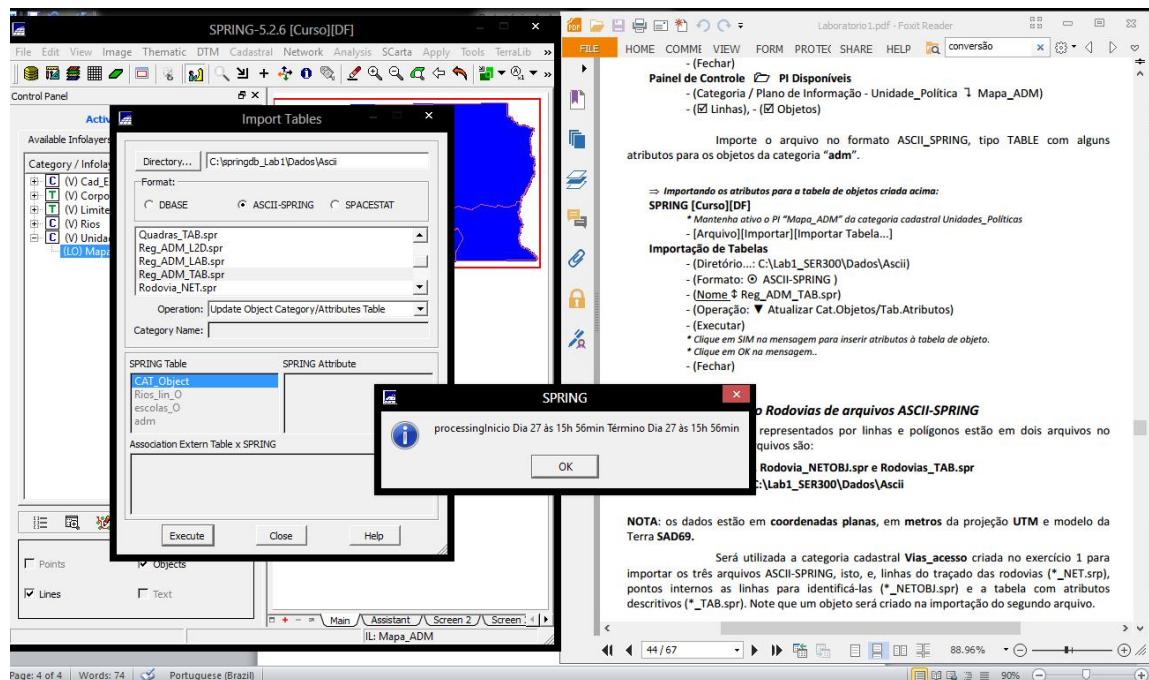 SPRING-5.2.6 [Curso][DF]
File Edit View Image Thematic DTM Cadastral Network Analysis SCarta Apply Tools TerraLib »
Control Panel
Activ
Available Infolayers
Category / Infolay
(V) Cad_E
(V) Corpo
(V) Limite
(V) Rios
(V) Unidad
(LO) Mapa
Points
Objects
Lines
Text
Main
Assistant
Screen 2
Screen
IL: Mapa_ADM
Import Tables
Directory...
C:\springdb_Lab1\Dados\Ascii
Format:
DBASE
ASCII-SPRING
SPACESTAT
Quadras_TAB.spr
Reg_ADM_L2D.spr
Reg_ADM_LAB.spr
Reg_ADM_TAB.spr
Rodovia_NET.spr
Operation: Update Object Category/Attributes Table
Category Name:
SPRING Table
SPRING Attribute
CAT_Object
Rios_lin_O
escolas_O
adm
Association Extern Table x SPRING
Execute
Close
Help
SPRING
processingInicio Dia 27 às 15h 56min Término Dia 27 às 15h 56min
OK
Laboratorio1.pdf - Foxit Reader
FILE HOME COMME VIEW FORM PROTEC SHARE HELP
conversão
- (Fechar)
Painel de Controle PI Disponíveis
- (Categoria / Plano de Informação - Unidade_Política Mapa_ADM)
- (☑ Linhas), - (☑ Objetos)
Importe o arquivo no formato ASCII_SPRING, tipo TABLE com alguns
atributos para os objetos da categoria “adm”.
⇒ Importando os atributos para a tabela de objetos criada acima:
SPRING [Curso][DF]
* Mantenha ativo o PI “Mapa_ADM” da categoria cadastral Unidades_Políticas
- [Arquivo][Importar][Importar Tabela...]
Importação de Tabelas
- (Diretório...: C:\Lab1_SER300\Dados\Ascii)
- (Formato: ⊙ ASCII-SPRING )
- (Nome ⇕ Reg_ADM_TAB.spr)
- (Operação: ▼ Atualizar Cat.Objetos/Tab.Atributos)
- (Executar)
* Clique em SIM na mensagem para inserir atributos à tabela de objeto.
* Clique em OK na mensagem..
- (Fechar)
o Rodovias de arquivos ASCII-SPRING
representados por linhas e polígonos estão em dois arquivos no
quivos são:
Rodovia_NETOBJ.spr e Rodovias_TAB.spr
C:\Lab1_SER300\Dados\Ascii
NOTA: os dados estão em coordenadas planas, em metros da projeção UTM e modelo da
Terra SAD69.
Será utilizada a categoria cadastral Vias_acesso criada no exercício 1 para
importar os três arquivos ASCII-SPRING, isto, e, linhas do traçado das rodovias (*_NET.srp),
pontos internos as linhas para identificá-las (*_NETOBJ.spr) e a tabela com atributos
descritivos (*_TAB.spr). Note que um objeto será criado na importação do segundo arquivo.
44 / 67
88.96%
Page: 4 of 4
Words: 74
Portuguese (Brazil)
90%